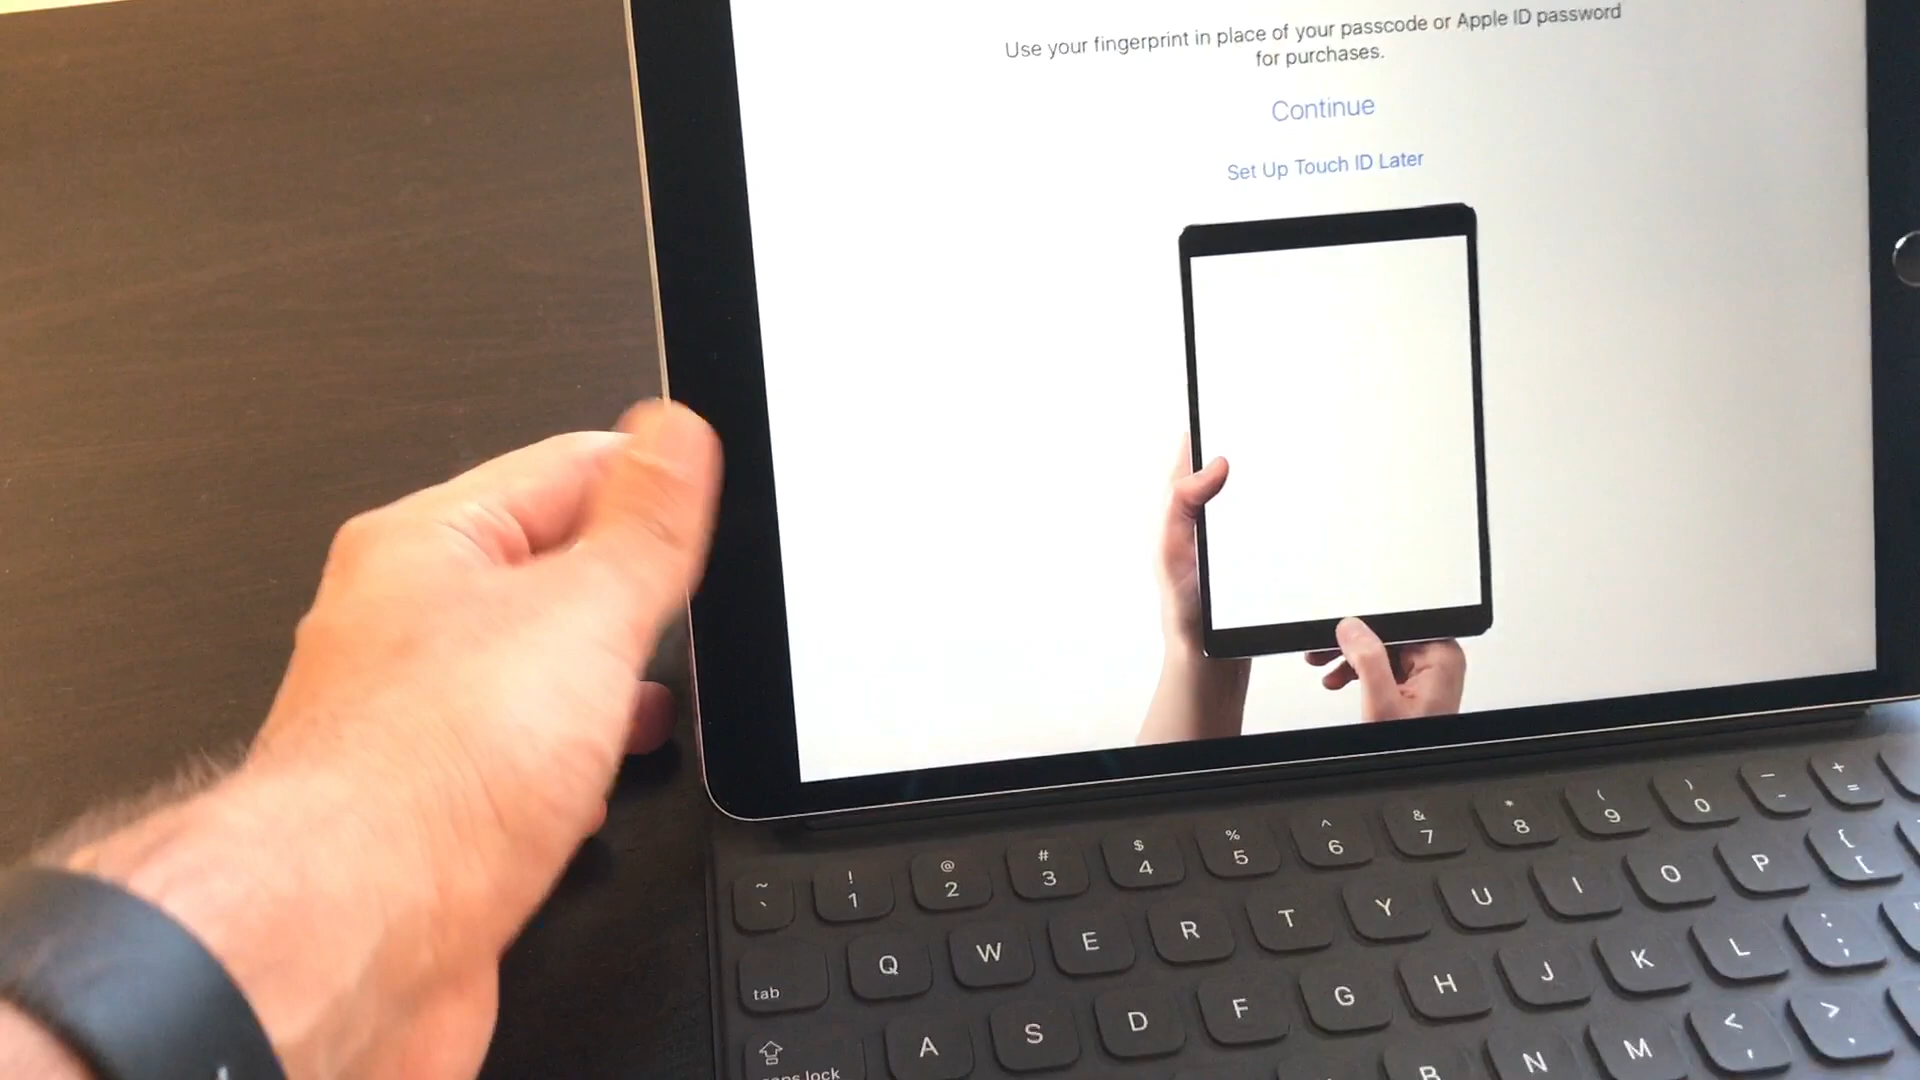 Use your fingerprint in place of your passcode or Apple ID password
for purchases.
Continue
Set Up Touch ID Later
~ ! @ # $ % ^ & * ( ) — +
` 1 2 3 4 5 6 7 8 9 0 - =
tab Q W E R T Y U I O P { [
A S D F G H J K L : ;
lock B N M < , > .